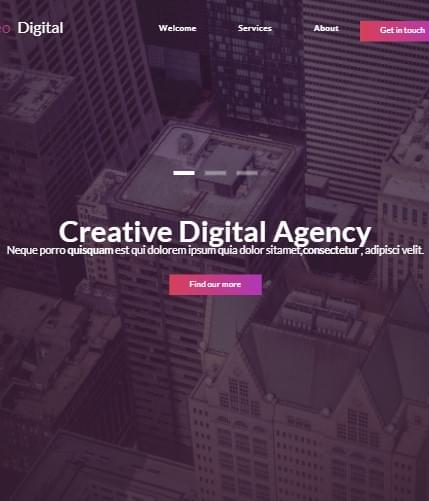 Digital
Welcome Services About Get in touch
Creative Digital Agency
Neque porro quisquam est qui dolorem ipsum quia dolor sitamet,consectetur , adipisci velit.
Find our more